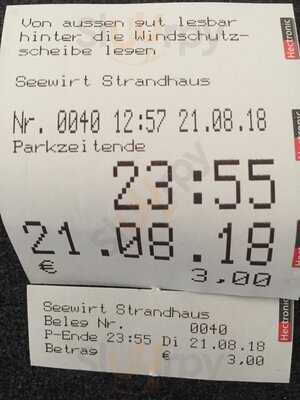 Von aussen gut lesbar
hinter die Windschutz-
scheibe legen
Seewirt Strandhaus
Nr. 0040 12:57 21.08.18
Parkzeitende
23:55
21.08.18
€ 3,00
Seewirt Strandhaus
Beleg Nr. 0040
P-Ende 23:55 Di 21.08.18
Betrag € 3,00
Hectronic
Hectronic